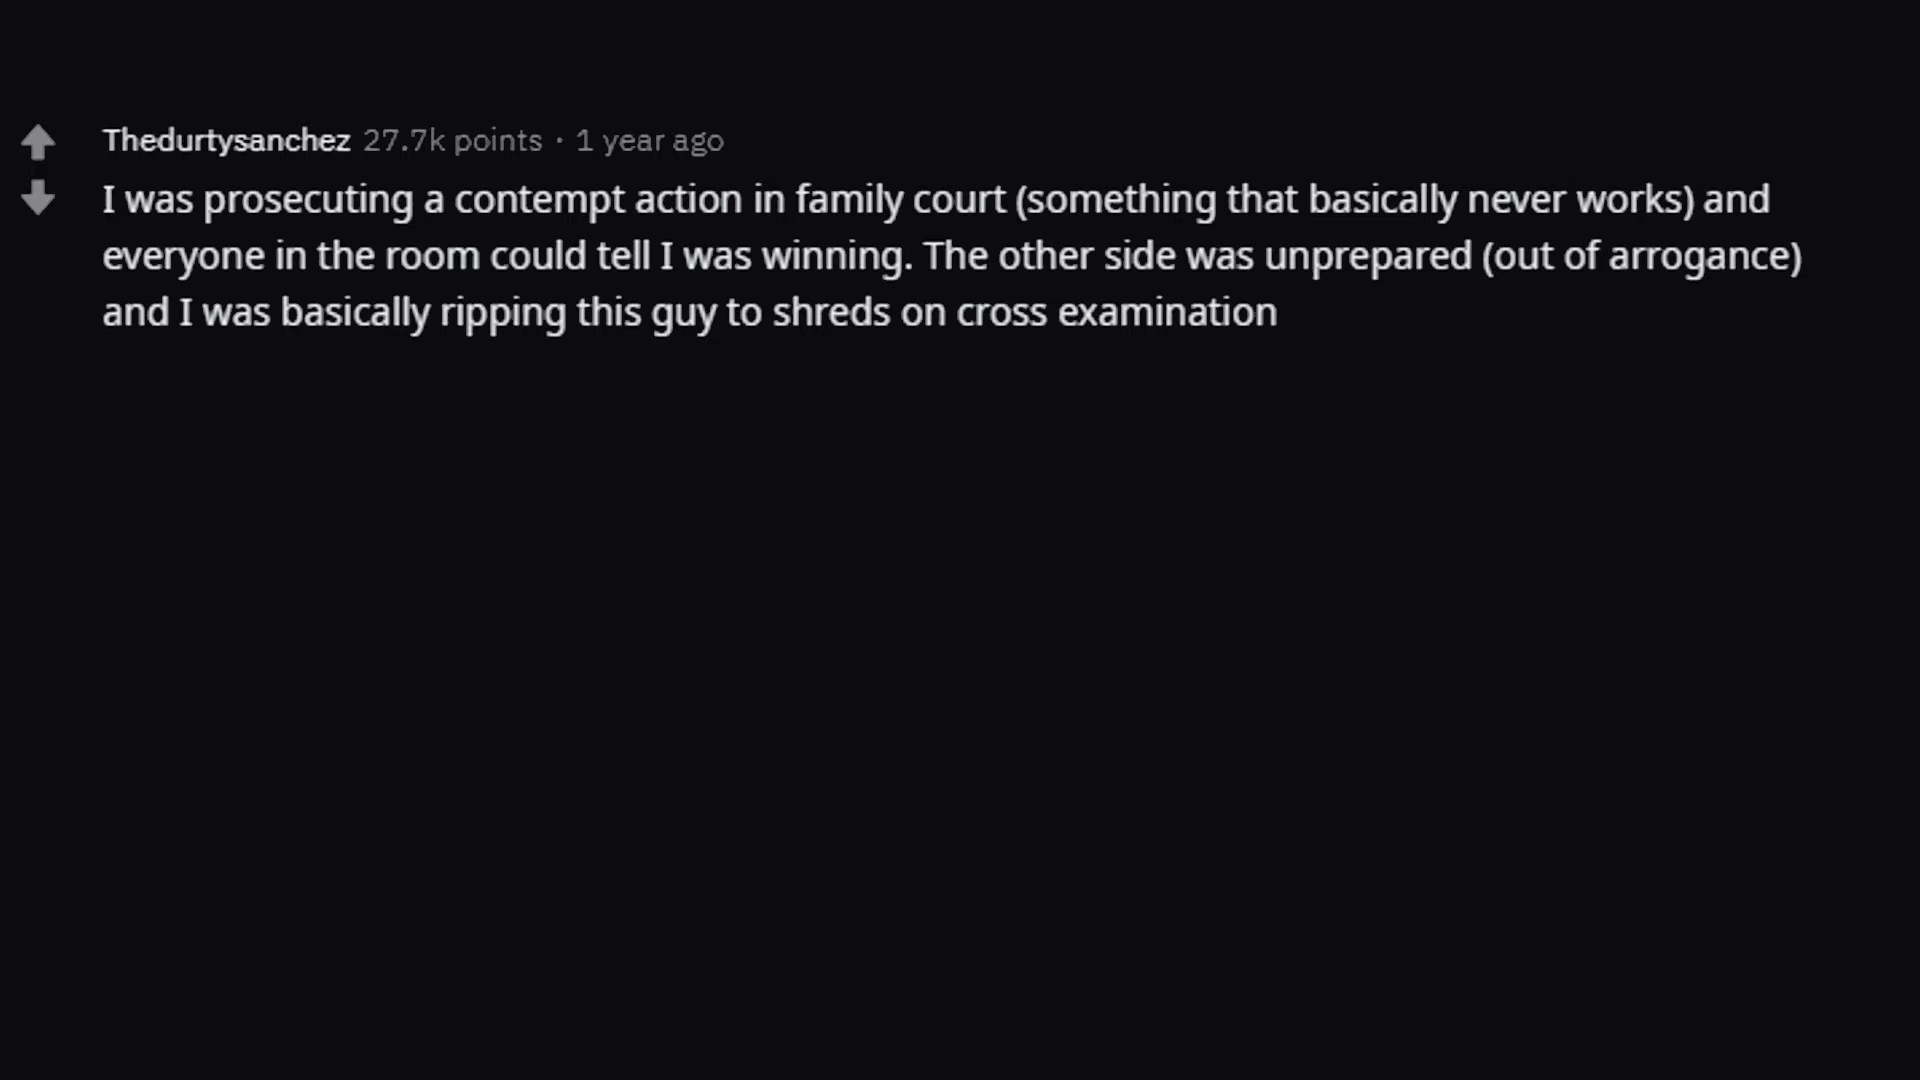 Thedurtysanchez 27.7k points · 1 year ago
I was prosecuting a contempt action in family court (something that basically never works) and
everyone in the room could tell I was winning. The other side was unprepared (out of arrogance)
and I was basically ripping this guy to shreds on cross examination